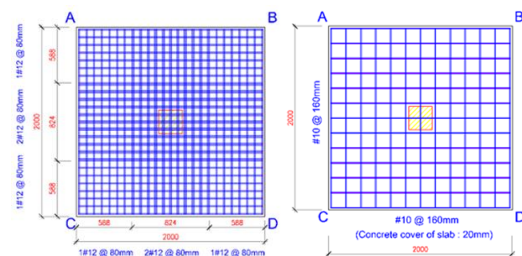 A B
1#12 @ 80mm
2#12 @ 80mm
1#12 @ 80mm
588
824
588
2000
C D
588 824 588
2000
1#12 @ 80mm 2#12 @ 80mm 1#12 @ 80mm
A B
2000
#10 @ 160mm
C D
#10 @ 160mm
(Concrete cover of slab : 20mm)
2000